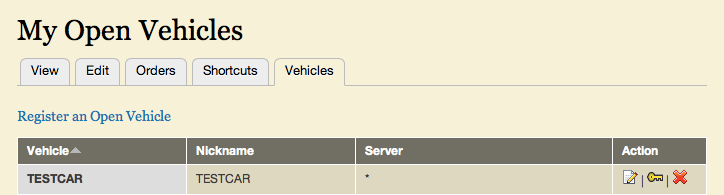 My Open Vehicles
View Edit Orders Shortcuts Vehicles
Register an Open Vehicle
Vehicle Nickname Server Action
TESTCAR TESTCAR * | |